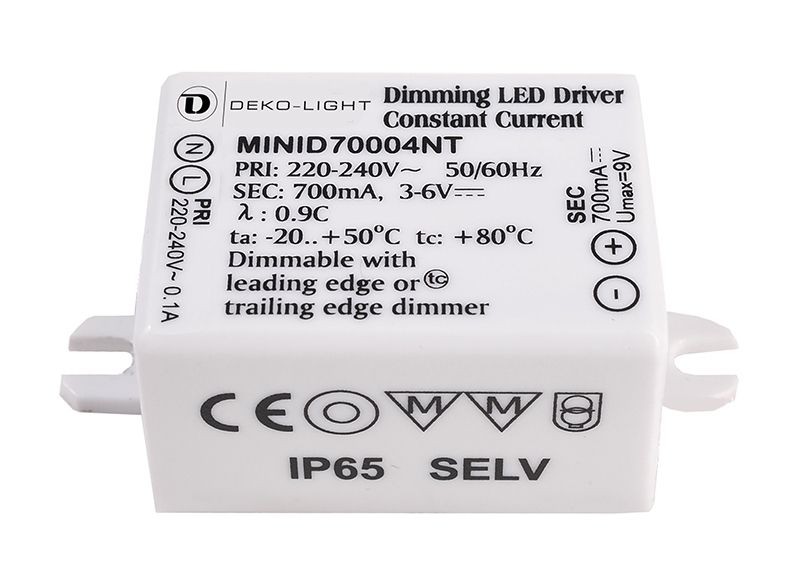 D DEKO-LIGHT Dimming LED Driver
Constant Current
MINID70004NT
PRI: 220-240V~ 50/60Hz
SEC: 700mA, 3-6V⎓
λ : 0.9C
ta: -20..+50°C tc: +80°C
Dimmable with
leading edge or tc
trailing edge dimmer
N
L
PRI
220-240V~ 0.1A
SEC
700mA⎓
Umax=9V
+
-
CE M M
IP65 SELV